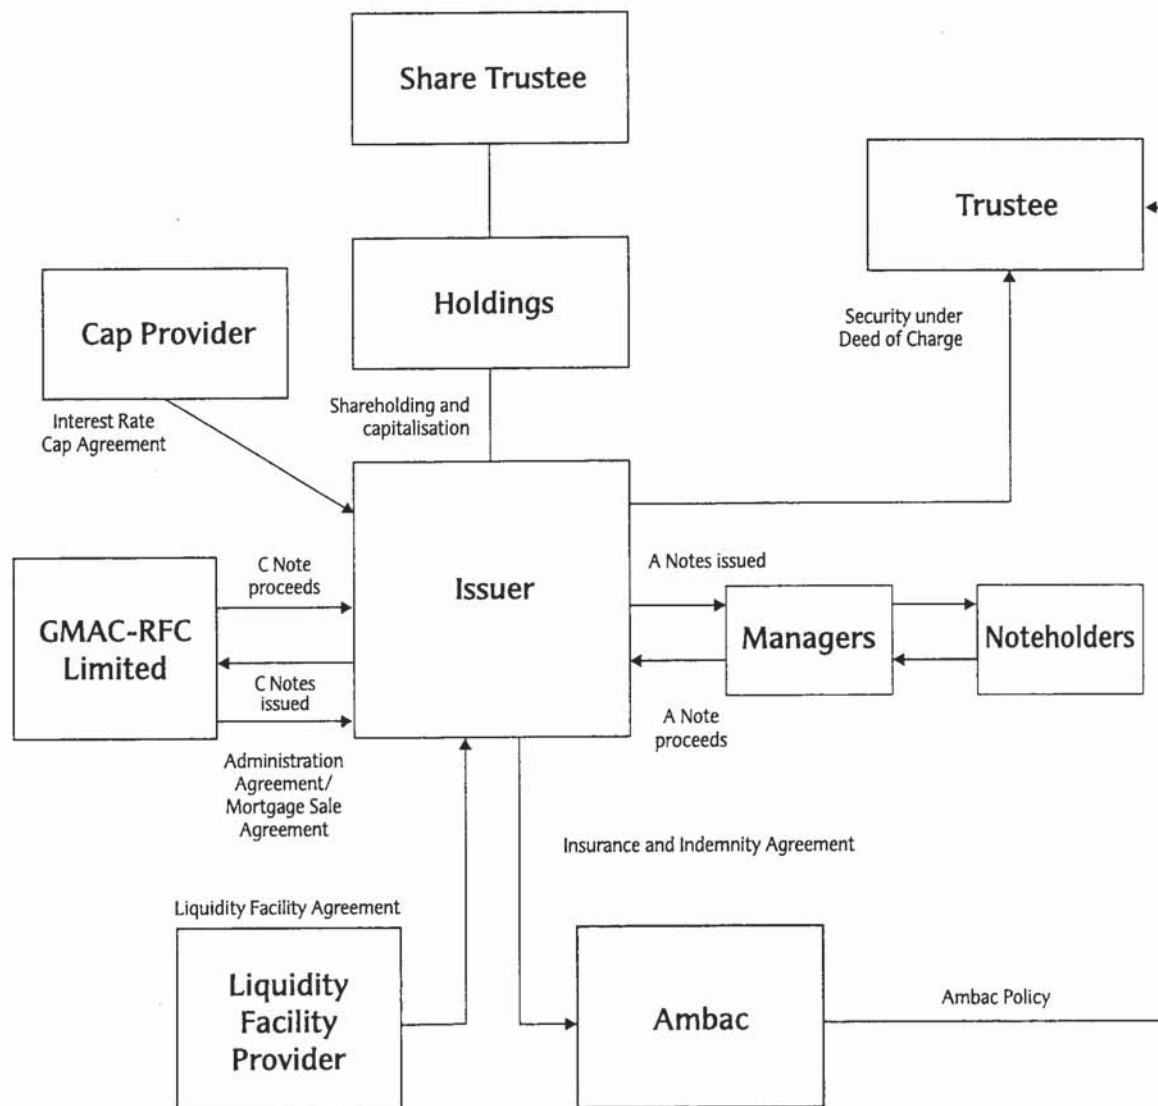 Share Trustee
Trustee
Holdings
Cap Provider
Security under
Deed of Charge
Interest Rate
Cap Agreement
Shareholding and
capitalisation
C Note
proceeds
A Notes issued
Issuer
GMAC-RFC
Limited
Managers
Noteholders
C Notes
issued
A Note
proceeds
Administration
Agreement/
Mortgage Sale
Agreement
Insurance and Indemnity Agreement
Liquidity Facility Agreement
Liquidity
Facility
Provider
Ambac
Ambac Policy